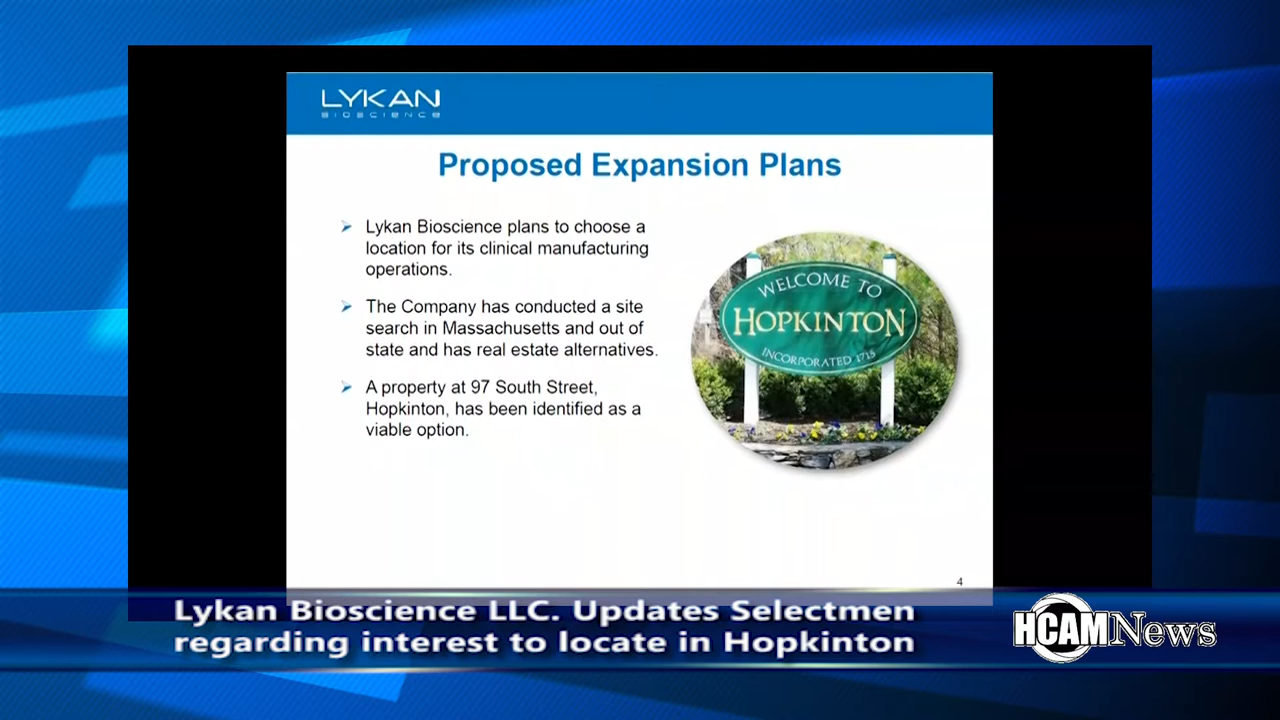 LYKAN
BIOSCIENCE
Proposed Expansion Plans
Lykan Bioscience plans to choose a
location for its clinical manufacturing
operations.
The Company has conducted a site
search in Massachusetts and out of
state and has real estate alternatives.
A property at 97 South Street,
Hopkinton, has been identified as a
viable option.
WELCOME TO
HOPKINTON
INCORPORATED 1715
4
Lykan Bioscience LLC. Updates Selectmen
regarding interest to locate in Hopkinton
HCAM News